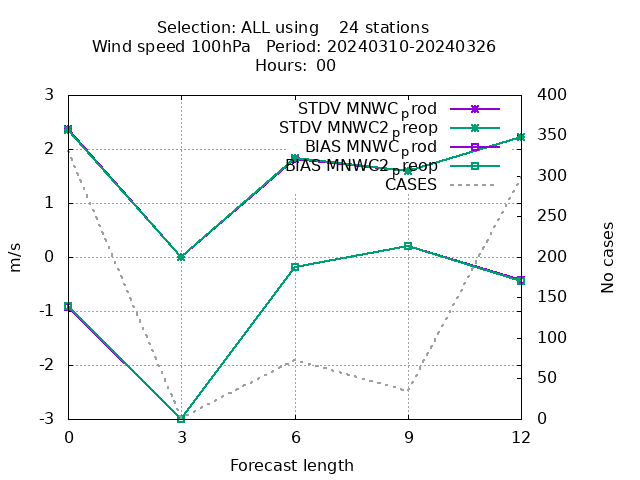 Selection: ALL using    24 stations
Wind speed 100hPa   Period: 20240310-20240326
Hours:  00
3
2
1
0
-1
-2
-3
m/s
STDV MNWC_prod
STDV MNWC2_preop
BIAS MNWC_prod
BIAS MNWC2_preop
CASES
400
350
300
250
200
150
100
50
0
No cases
0 3 6 9 12
Forecast length